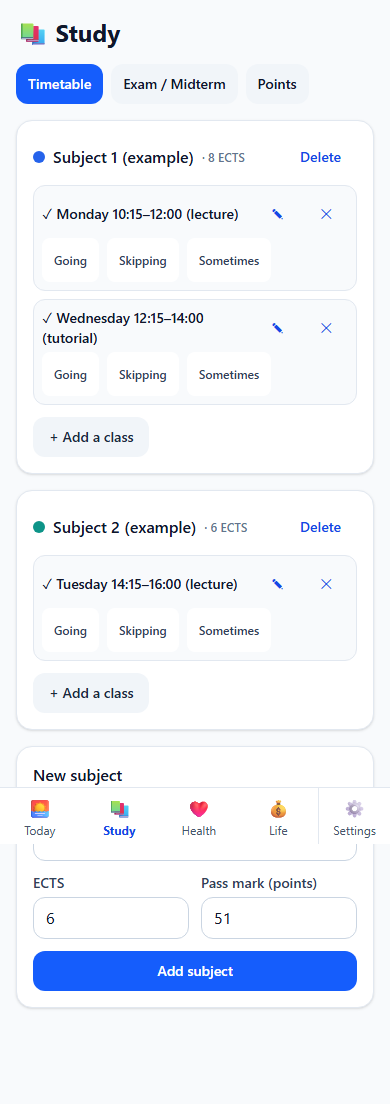 Study
Timetable
Exam / Midterm
Points
Subject 1 (example) · 8 ECTS
Delete
✓ Monday 10:15–12:00 (lecture)
Going
Skipping
Sometimes
✓ Wednesday 12:15–14:00
(tutorial)
Going
Skipping
Sometimes
+ Add a class
Subject 2 (example) · 6 ECTS
Delete
✓ Tuesday 14:15–16:00 (lecture)
Going
Skipping
Sometimes
+ Add a class
New subject
Today
Study
Health
Life
Settings
ECTS
Pass mark (points)
6
51
Add subject